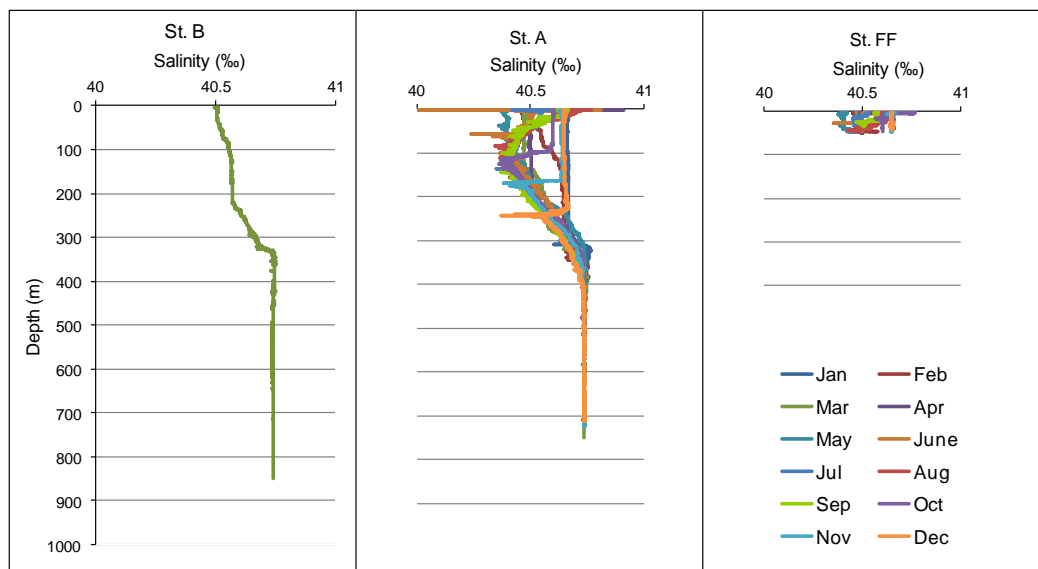 St. B
Salinity (‰)
40 40.5 41
0
100
200
300
400
500
600
700
800
900
1000
Depth (m)
St. A
Salinity (‰)
40 40.5 41
St. FF
Salinity (‰)
40 40.5 41
Jan Feb
Mar Apr
May June
Jul Aug
Sep Oct
Nov Dec